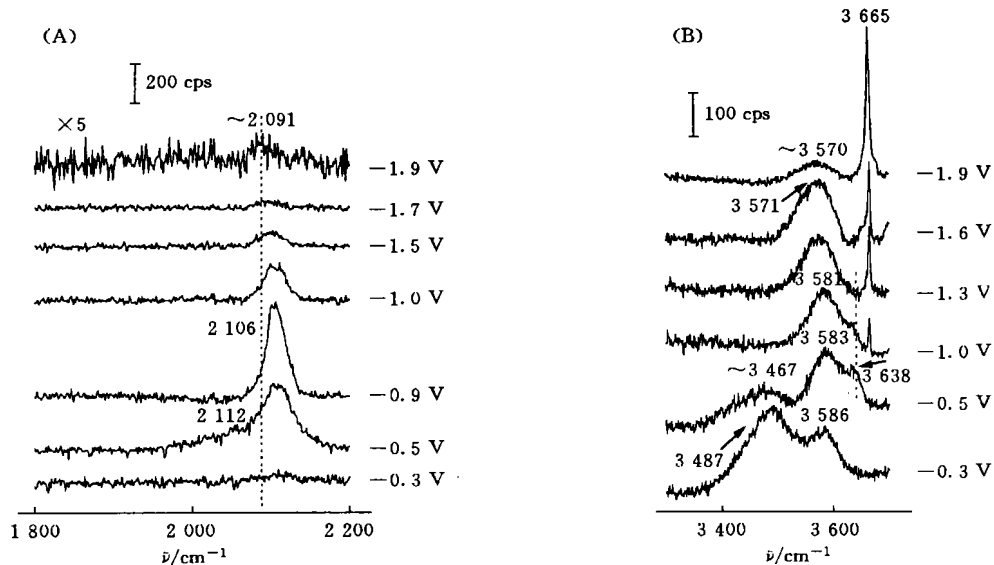 (A)
200 cps
×5
~2 091
−1.9 V
−1.7 V
−1.5 V
−1.0 V
2 106
−0.9 V
2 112
−0.5 V
−0.3 V
1 800 2 000 2 200
ṽ/cm⁻¹
(B)
3 665
100 cps
~3 570
−1.9 V
3 571
−1.6 V
3 581
−1.3 V
3 583
−1.0 V
~3 467
3 638
−0.5 V
3 586
3 487
−0.3 V
3 400 3 600
ṽ/cm⁻¹